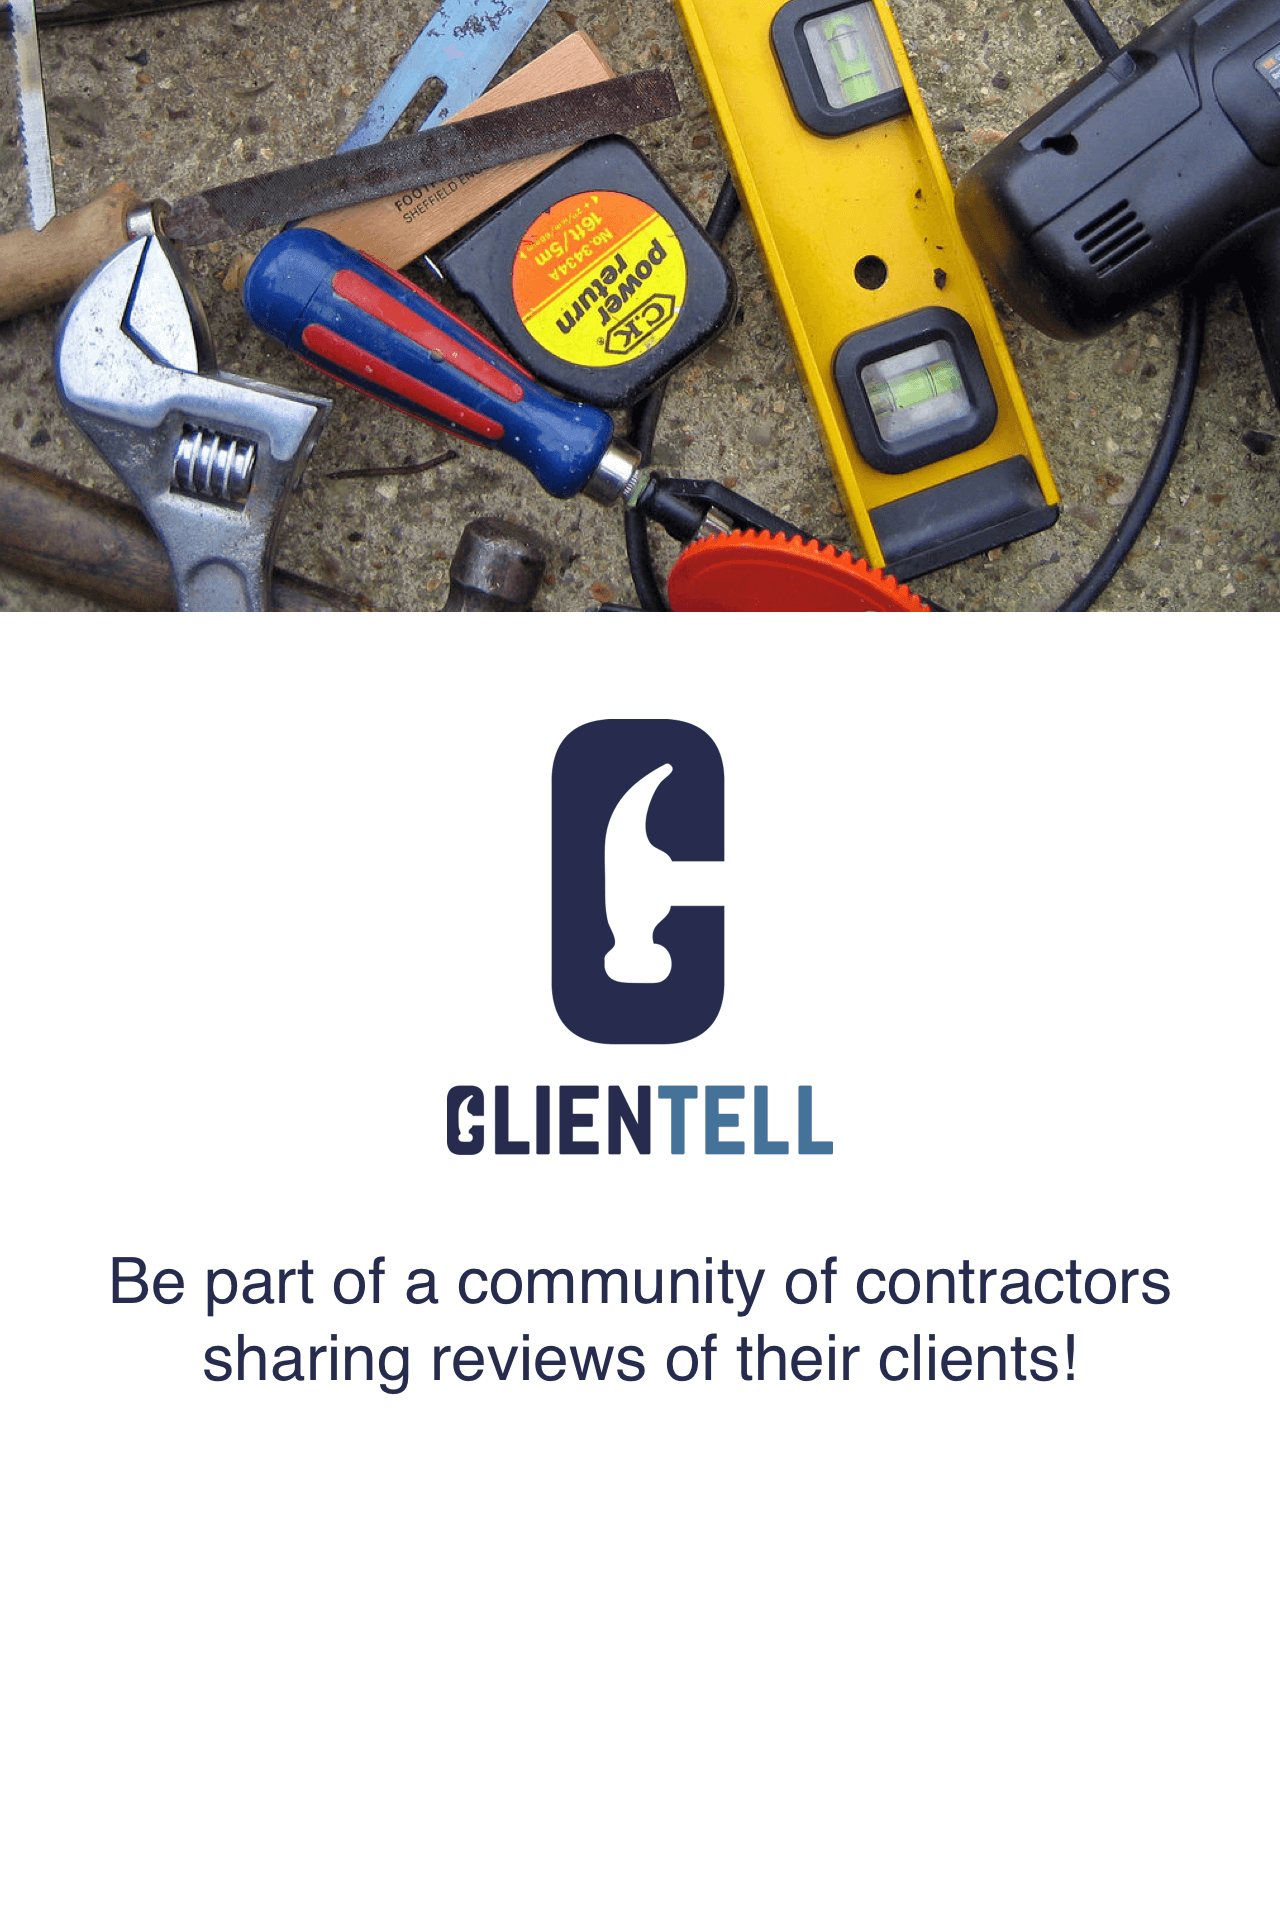 FOOT
SHEFFIELD ENG
No.3434A
16ft/5m
power
return
C.K
CLIENTELL
Be part of a community of contractors
sharing reviews of their clients!